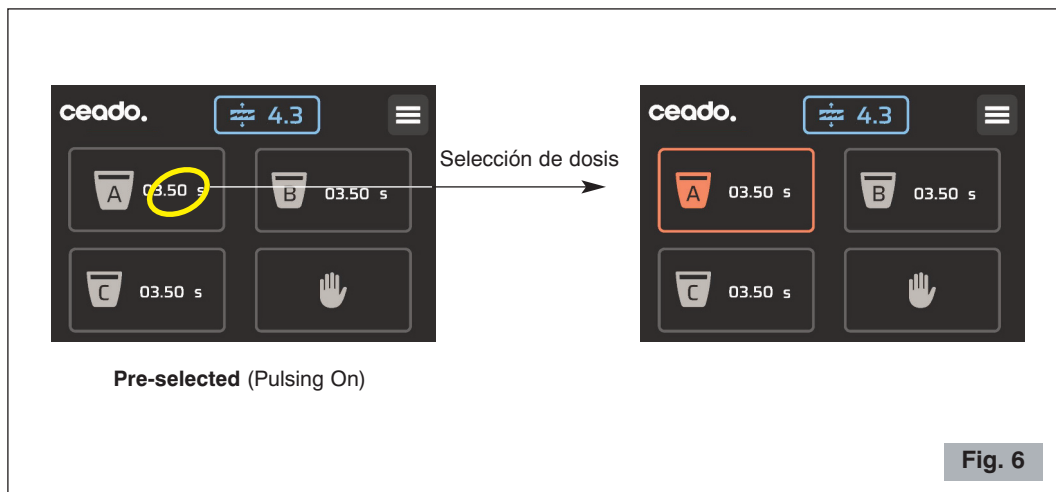 ceado. 4.3
A 03.50 s B 03.50 s
C 03.50 s
Pre-selected (Pulsing On)
Selección de dosis
ceado. 4.3
A 03.50 s B 03.50 s
C 03.50 s
Fig. 6